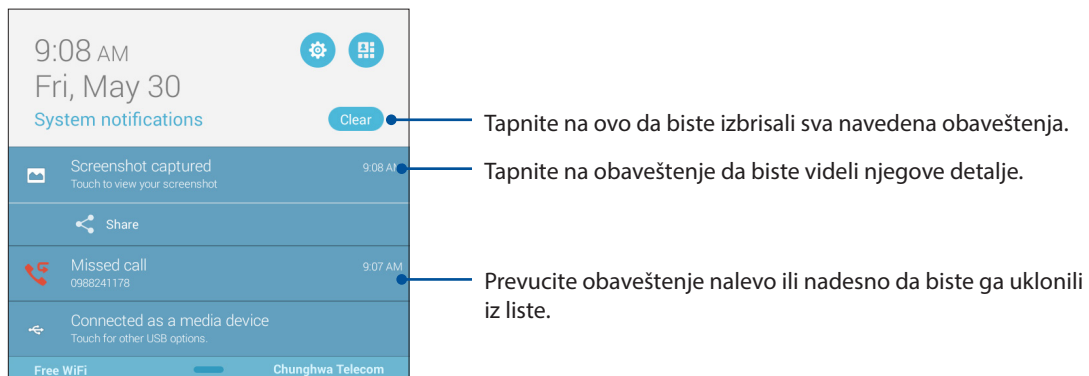 9:08 AM
Fri, May 30
System notifications
Clear
Tapnite na ovo da biste izbrisali sva navedena obaveštenja.
Screenshot captured
9:08 AM
Touch to view your screenshot
Tapnite na obaveštenje da biste videli njegove detalje.
Share
Missed call
9:07 AM
0988241178
Prevucite obaveštenje nalevo ili nadesno da biste ga uklonili
iz liste.
Connected as a media device
Touch for other USB options.
Free WiFi
Chunghwa Telecom